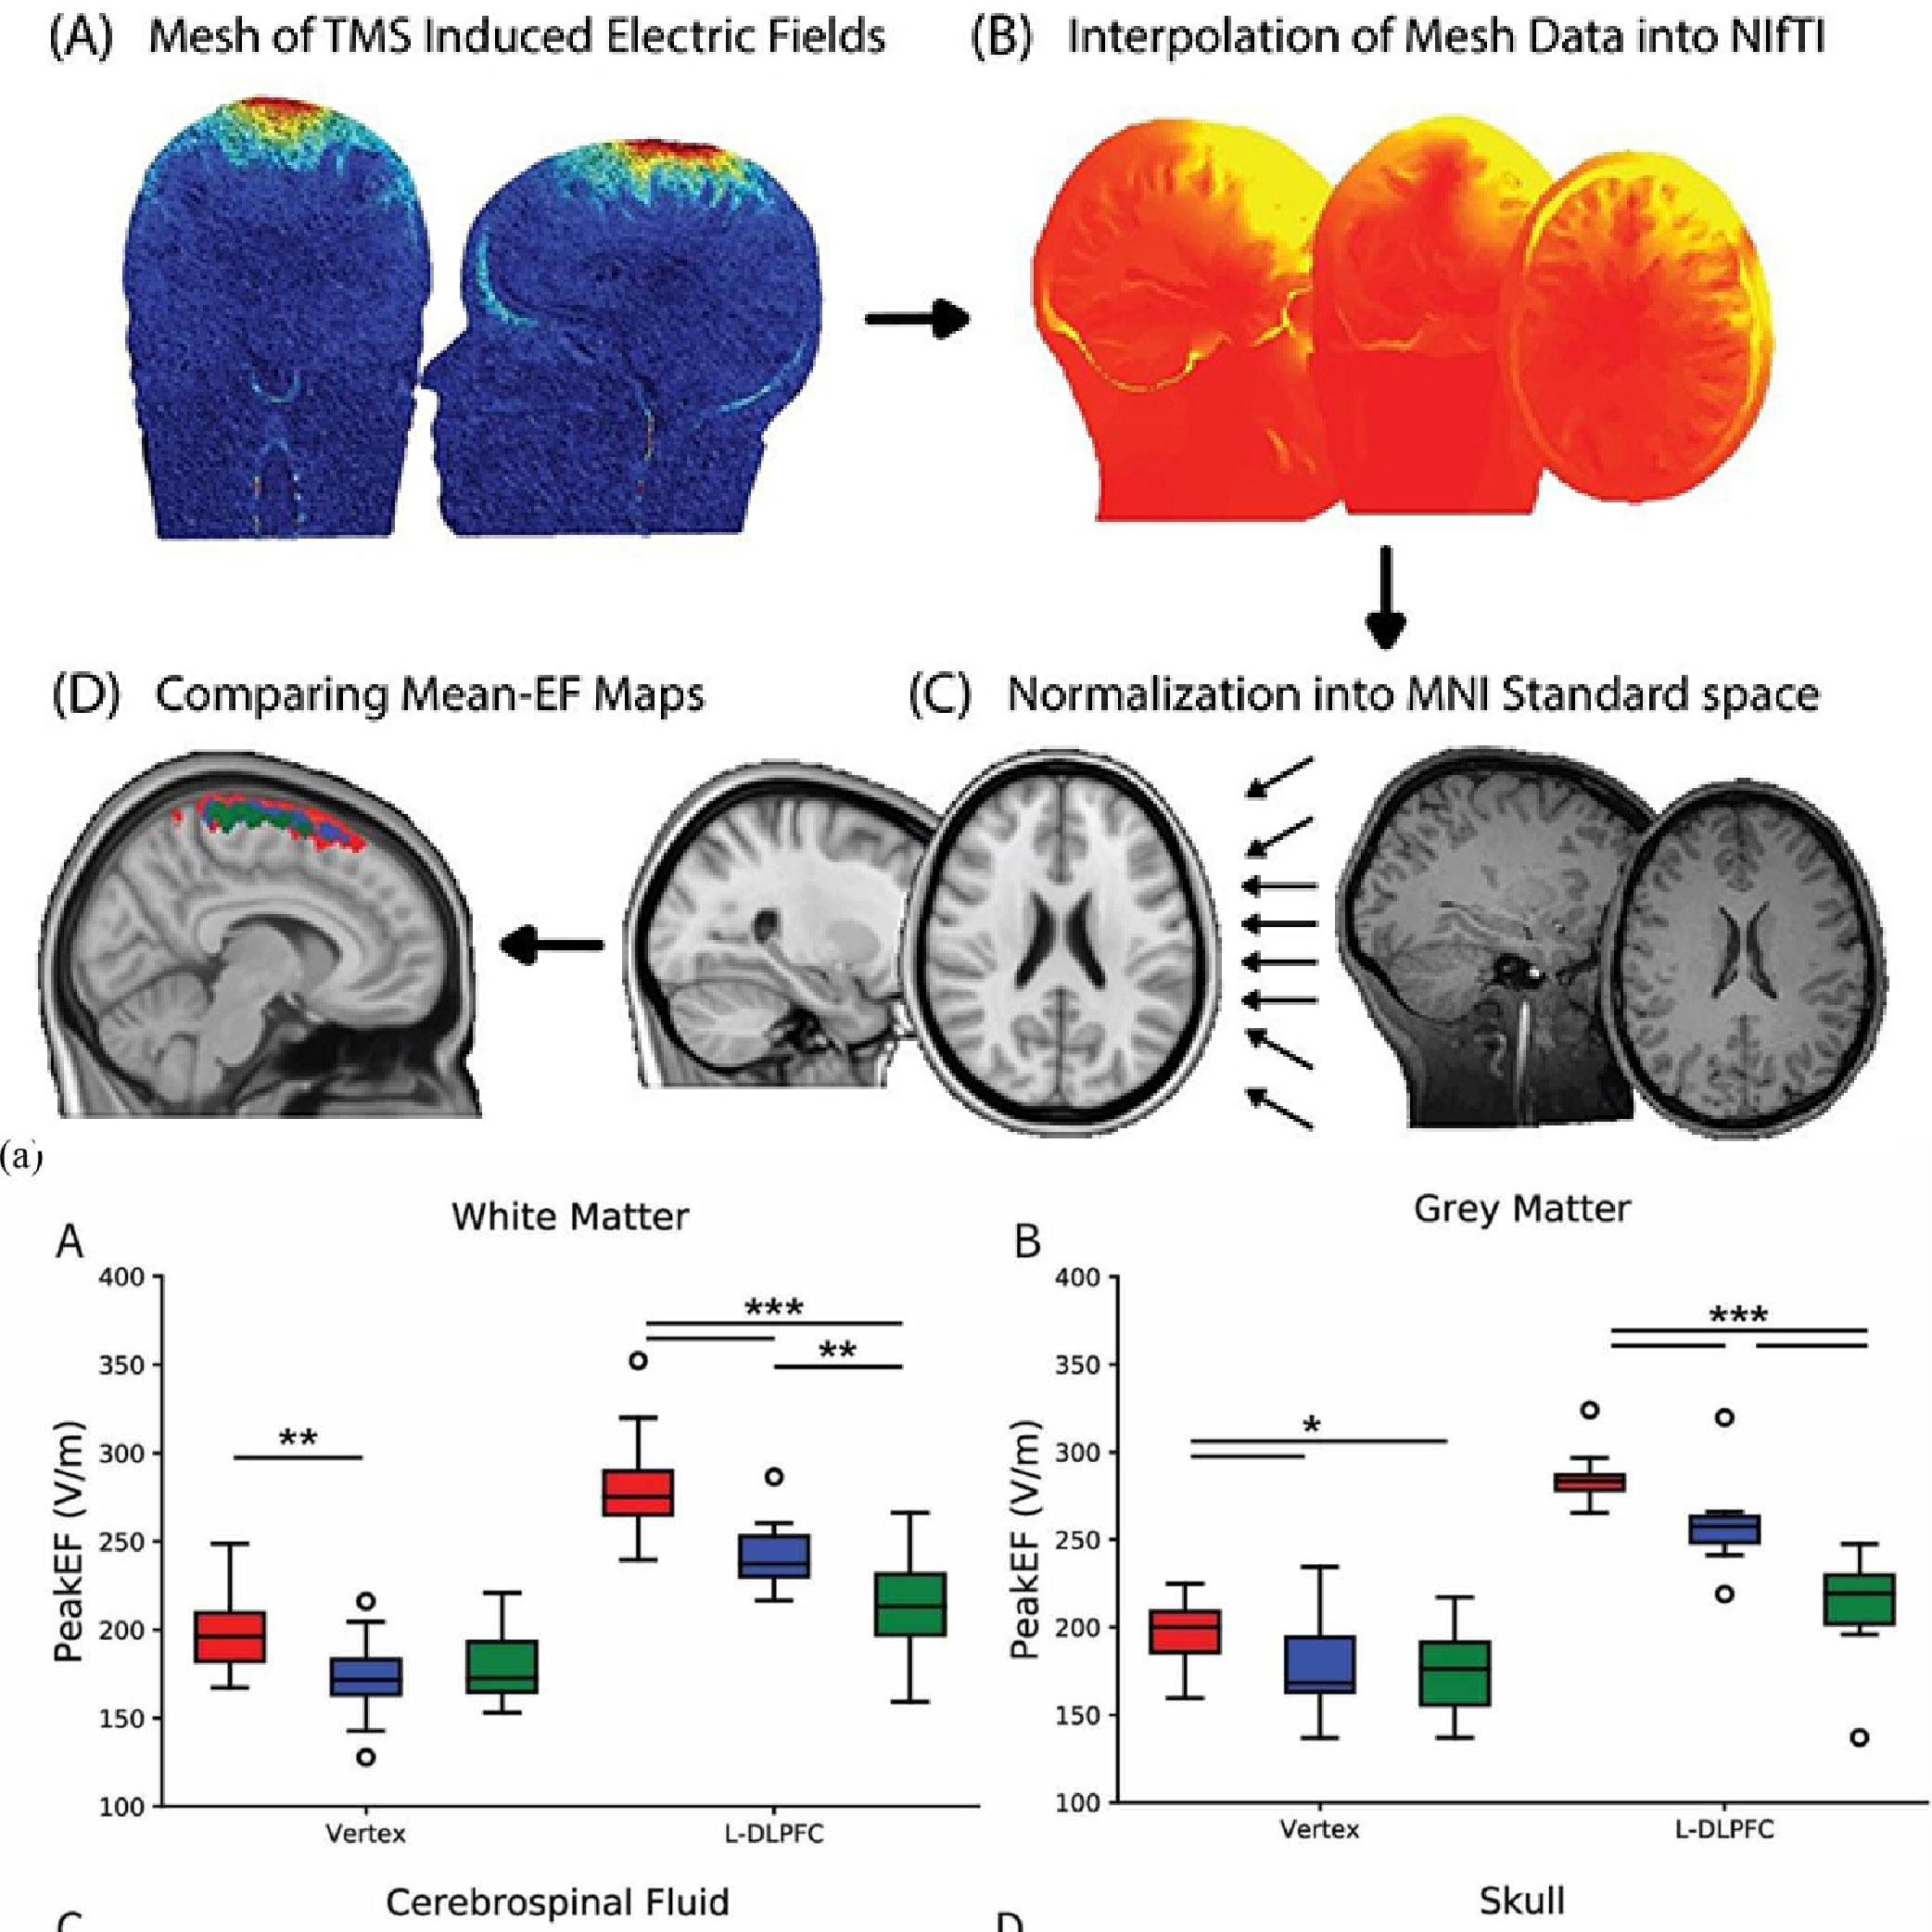 (A) Mesh of TMS Induced Electric Fields
(B) Interpolation of Mesh Data into NIfTI
(D) Comparing Mean-EF Maps
(C) Normalization into MNI Standard space
(a)
A
White Matter
PeakEF (V/m)
400
350
300
250
200
150
100
**
***
**
Vertex
L-DLPFC
B
Grey Matter
PeakEF (V/m)
400
350
300
250
200
150
100
*
***
Vertex
L-DLPFC
C
Cerebrospinal Fluid
D
Skull